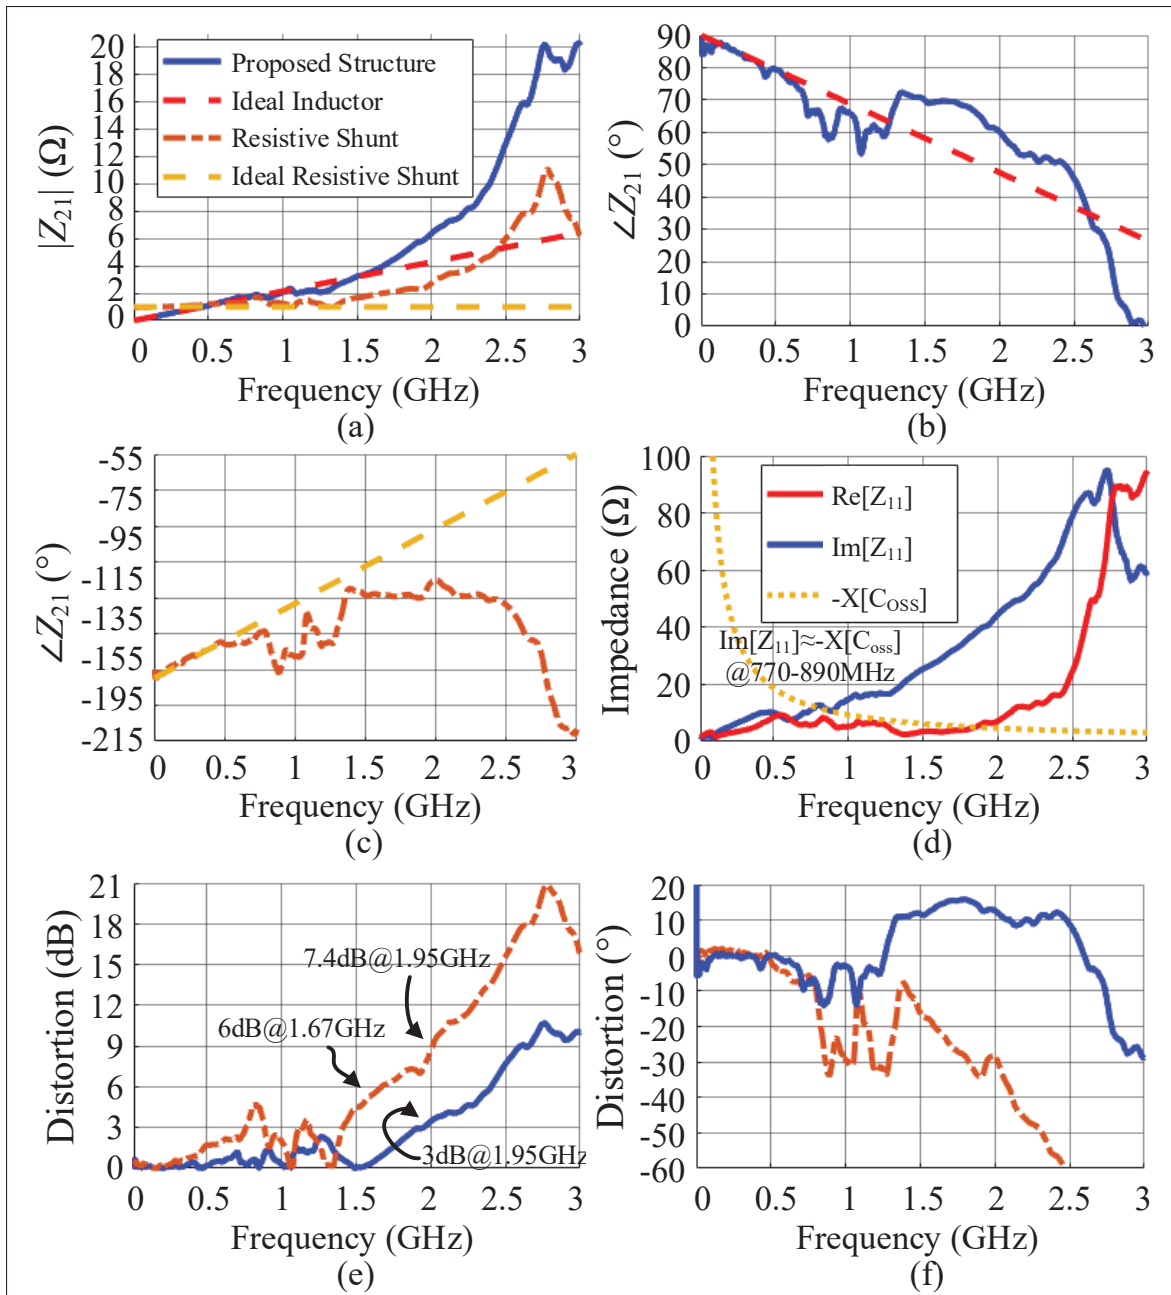 20
18
16
14
12
10
8
6
4
2
0
|Z21| (Ω)
Proposed Structure
Ideal Inductor
Resistive Shunt
Ideal Resistive Shunt
0 0.5 1 1.5 2 2.5 3
Frequency (GHz)
(a)
90
80
70
60
50
40
30
20
10
0
∠Z21 (°)
0 0.5 1 1.5 2 2.5 3
Frequency (GHz)
(b)
-55
-75
-95
-115
-135
-155
-195
-215
∠Z21 (°)
0 0.5 1 1.5 2 2.5 3
Frequency (GHz)
(c)
100
80
60
40
20
0
Impedance (Ω)
Re[Z11]
Im[Z11]
-X[COSS]
Im[Z11]≈-X[Coss]
@770-890MHz
0 0.5 1 1.5 2 2.5 3
Frequency (GHz)
(d)
21
18
15
12
9
6
3
0
Distortion (dB)
7.4dB@1.95GHz
6dB@1.67GHz
3dB@1.95GHz
0 0.5 1 1.5 2 2.5 3
Frequency (GHz)
(e)
20
10
0
-10
-20
-30
-40
-50
-60
Distortion (°)
0 0.5 1 1.5 2 2.5 3
Frequency (GHz)
(f)